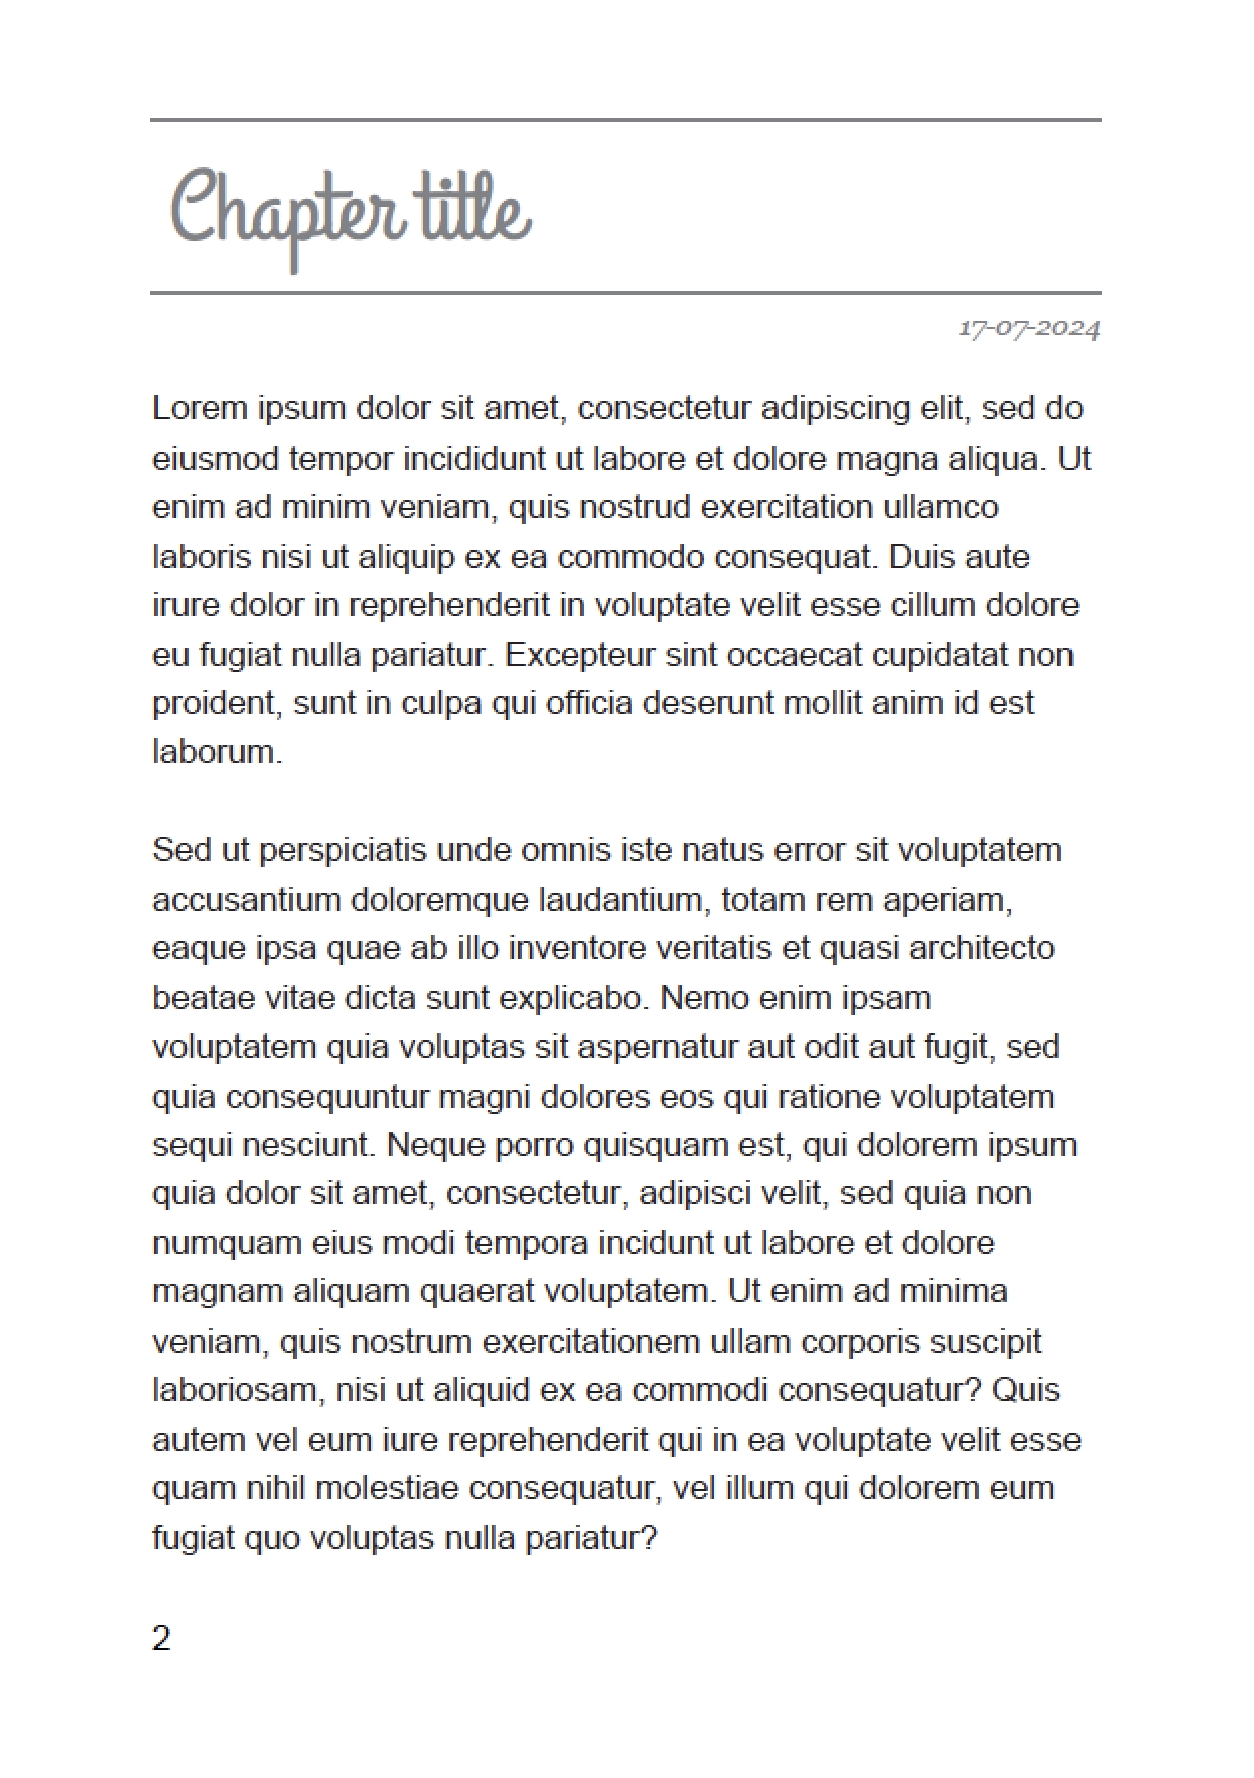 Chapter title
17-07-2024
Lorem ipsum dolor sit amet, consectetur adipiscing elit, sed do
eiusmod tempor incididunt ut labore et dolore magna aliqua. Ut
enim ad minim veniam, quis nostrud exercitation ullamco
laboris nisi ut aliquip ex ea commodo consequat. Duis aute
irure dolor in reprehenderit in voluptate velit esse cillum dolore
eu fugiat nulla pariatur. Excepteur sint occaecat cupidatat non
proident, sunt in culpa qui officia deserunt mollit anim id est
laborum.
Sed ut perspiciatis unde omnis iste natus error sit voluptatem
accusantium doloremque laudantium, totam rem aperiam,
eaque ipsa quae ab illo inventore veritatis et quasi architecto
beatae vitae dicta sunt explicabo. Nemo enim ipsam
voluptatem quia voluptas sit aspernatur aut odit aut fugit, sed
quia consequuntur magni dolores eos qui ratione voluptatem
sequi nesciunt. Neque porro quisquam est, qui dolorem ipsum
quia dolor sit amet, consectetur, adipisci velit, sed quia non
numquam eius modi tempora incidunt ut labore et dolore
magnam aliquam quaerat voluptatem. Ut enim ad minima
veniam, quis nostrum exercitationem ullam corporis suscipit
laboriosam, nisi ut aliquid ex ea commodi consequatur? Quis
autem vel eum iure reprehenderit qui in ea voluptate velit esse
quam nihil molestiae consequatur, vel illum qui dolorem eum
fugiat quo voluptas nulla pariatur?
2